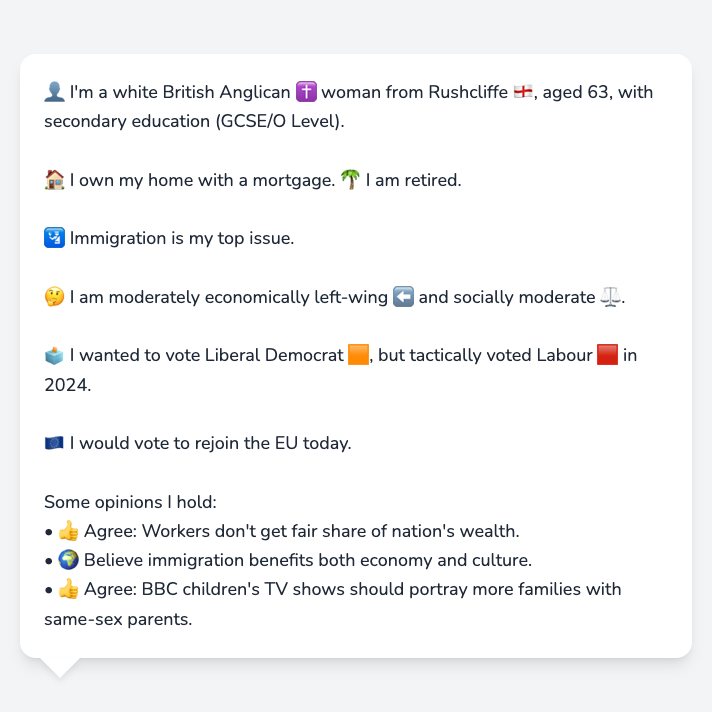 👤 I'm a white British Anglican ✝️ woman from Rushcliffe 🏴󠁧󠁢󠁥󠁮󠁧󠁿, aged 63, with
secondary education (GCSE/O Level).
🏠 I own my home with a mortgage. 🌴 I am retired.
🛂 Immigration is my top issue.
🤔 I am moderately economically left-wing ⬅️ and socially moderate ⚖️.
🗳️ I wanted to vote Liberal Democrat 🟧, but tactically voted Labour 🟥 in
2024.
🇪🇺 I would vote to rejoin the EU today.
Some opinions I hold:
• 👍 Agree: Workers don't get fair share of nation's wealth.
• 🌍 Believe immigration benefits both economy and culture.
• 👍 Agree: BBC children's TV shows should portray more families with
same-sex parents.